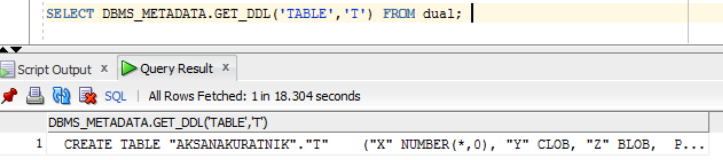 SELECT DBMS_METADATA.GET_DDL('TABLE','T') FROM dual;
Script Output x Query Result x
SQL | All Rows Fetched: 1 in 18.304 seconds
DBMS_METADATA.GET_DDL('TABLE','T')
1 CREATE TABLE "AKSANAKURATNIK"."T" ("X" NUMBER(*,0), "Y" CLOB, "Z" BLOB, P...